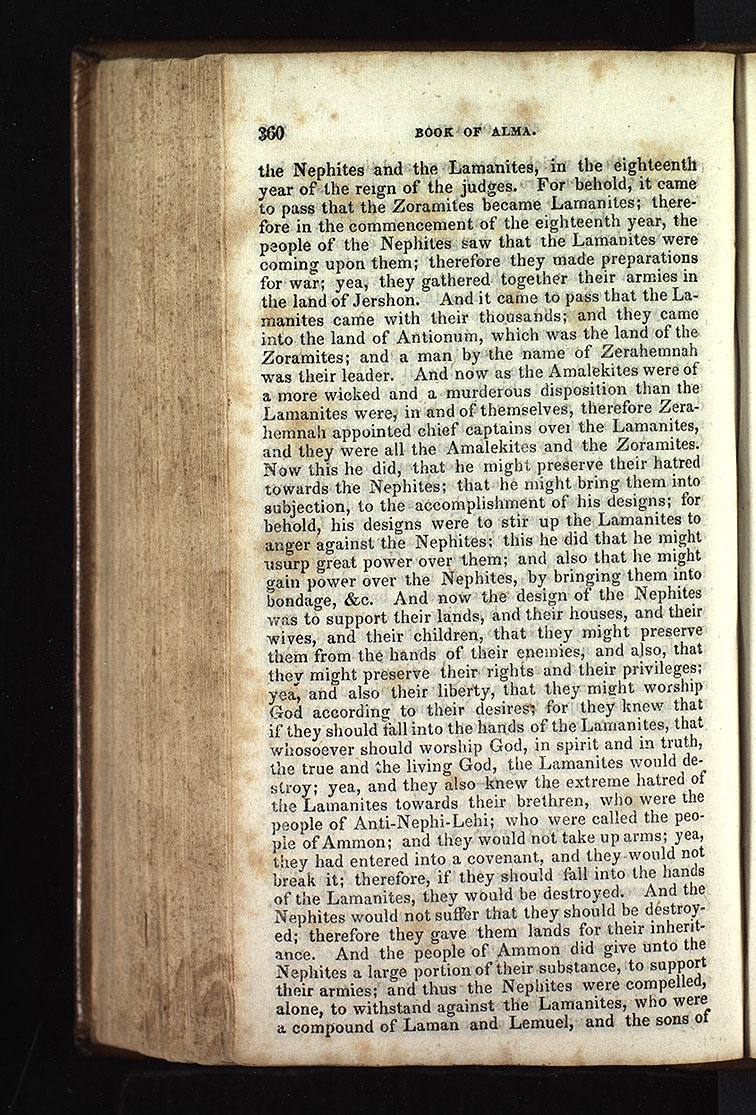 360 BOOK OF ALMA.
the Nephites and the Lamanites, in the eighteenth
year of the reign of the judges. For behold, it came
to pass that the Zoramites became Lamanites; there-
fore in the commencement of the eighteenth year, the
people of the Nephites saw that the Lamanites were
coming upon them; therefore they made preparations
for war; yea, they gathered together their armies in
the land of Jershon. And it came to pass that the La-
manites came with their thousands; and they came
into the land of Antionum, which was the land of the
Zoramites; and a man by the name of Zerahemnah
was their leader. And now as the Amalekites were of
a more wicked and a murderous disposition than the
Lamanites were, in and of themselves, therefore Zera-
hemnah appointed chief captains over the Lamanites,
and they were all the Amalekites and the Zoramites.
Now this he did, that he might preserve their hatred
towards the Nephites; that he might bring them into
subjection, to the accomplishment of his designs; for
behold, his designs were to stir up the Lamanites to
anger against the Nephites; this he did that he might
usurp great power over them; and also that he might
gain power over the Nephites, by bringing them into
bondage, &c. And now the design of the Nephites
was to support their lands, and their houses, and their
wives, and their children, that they might preserve
them from the hands of their enemies, and also, that
they might preserve their rights and their privileges;
yea, and also their liberty, that they might worship
God according to their desires; for they knew that
if they should fall into the hands of the Lamanites, that
whosoever should worship God, in spirit and in truth,
the true and the living God, the Lamanites would de-
stroy; yea, and they also knew the extreme hatred of
the Lamanites towards their brethren, who were the
people of Anti-Nephi-Lehi; who were called the peo-
ple of Ammon; and they would not take up arms; yea,
they had entered into a covenant, and they would not
break it; therefore, if they should fall into the hands
of the Lamanites, they would be destroyed. And the
Nephites would not suffer that they should be destroy-
ed; therefore they gave them lands for their inherit-
ance. And the people of Ammon did give unto the
Nephites a large portion of their substance, to support
their armies; and thus the Nephites were compelled,
alone, to withstand against the Lamanites, who were
a compound of Laman and Lemuel, and the sons of